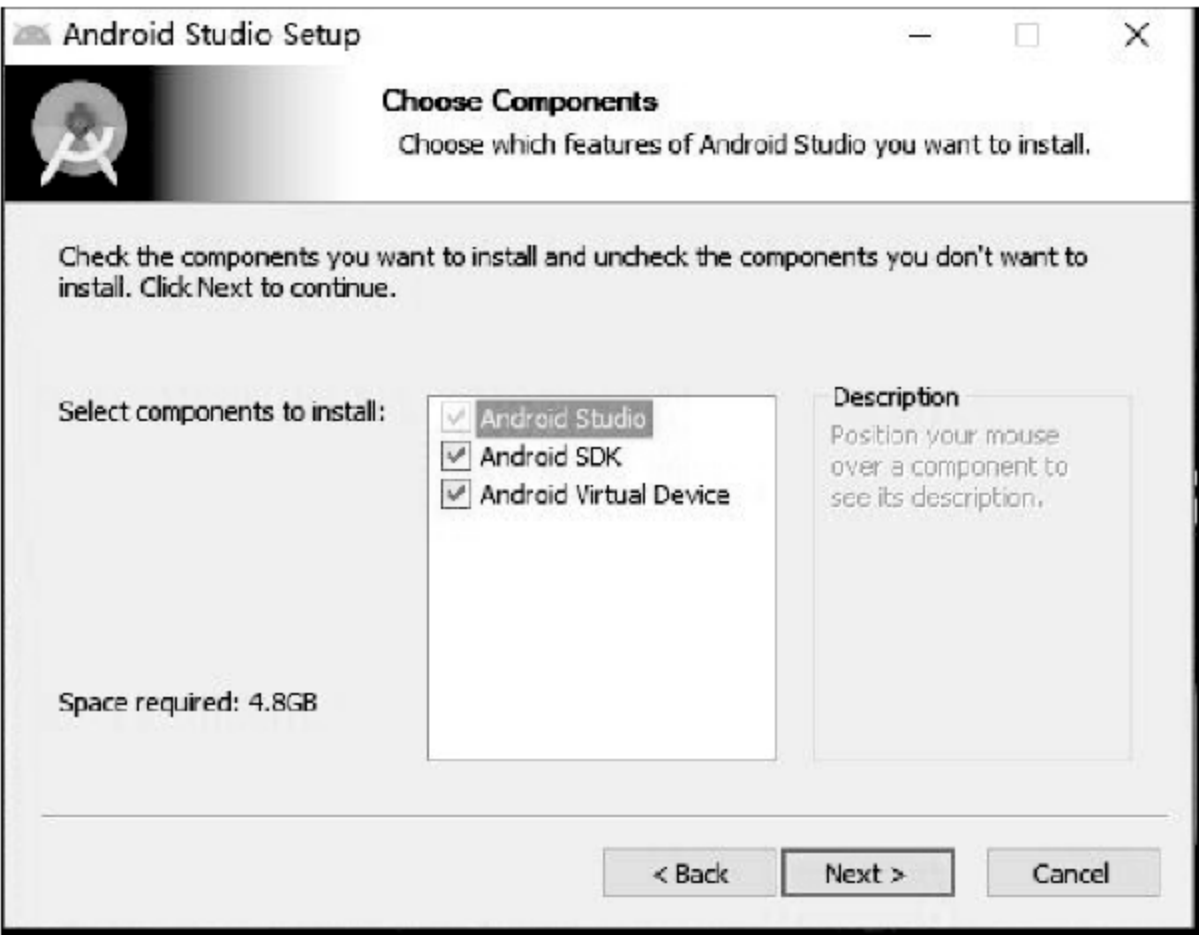 Android Studio Setup
Choose Components
Choose which features of Android Studio you want to install.
Check the components you want to install and uncheck the components you don't want to
install. Click Next to continue.
Select components to install:
Android Studio
Android SDK
Android Virtual Device
Description
Position your mouse
over a component to
see its description.
Space required: 4.8GB
< Back
Next >
Cancel